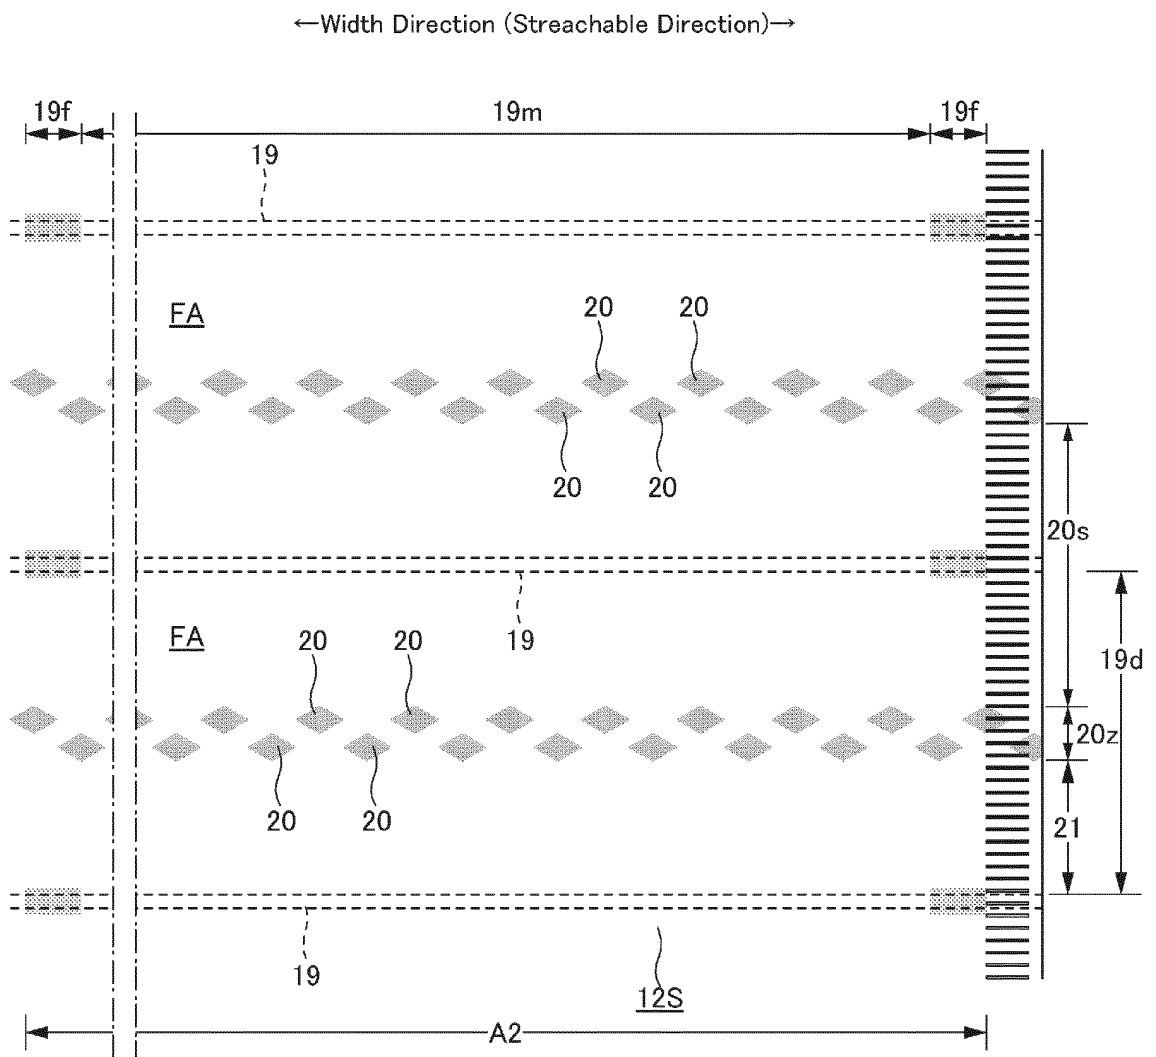 ←Width Direction (Streachable Direction)→
19f 19m 19f
19
FA 20 20
20 20
20s
19
FA 20 20
19d
20z
20 20
21
19
12S
A2